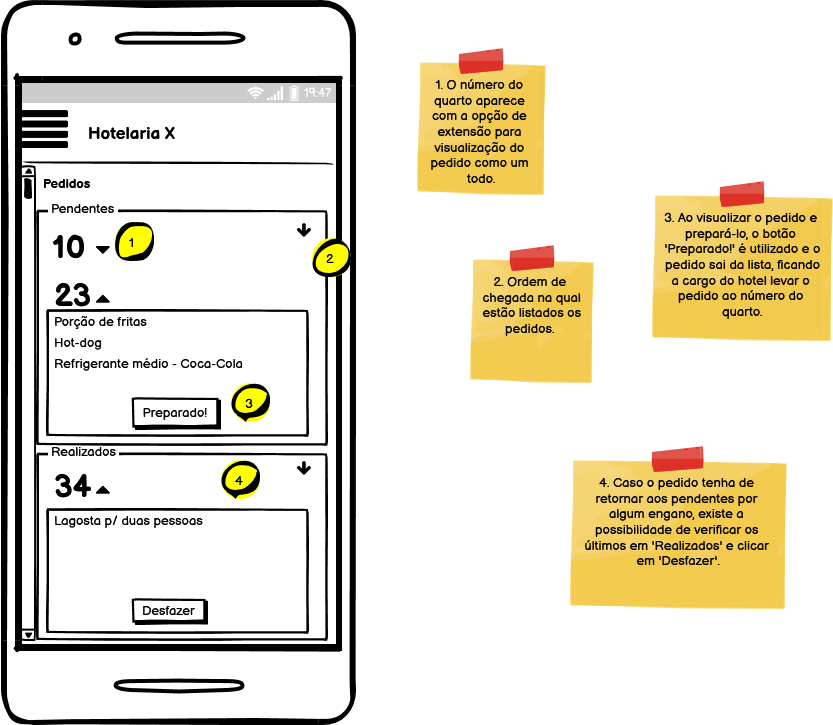 19:47
Hotelaria X
Pedidos
Pendentes
10
1
2
23
Porção de fritas
Hot-dog
Refrigerante médio - Coca-Cola
Preparado!
3
Realizados
34
4
Lagosta p/ duas pessoas
Desfazer
1. O número do
quarto aparece
com a opção de
extensão para
visualização do
pedido como um
todo.
2. Ordem de
chegada na qual
estão listados os
pedidos.
3. Ao visualizar o pedido e
prepará-lo, o botão
'Preparado!' é utilizado e o
pedido sai da lista, ficando
a cargo do hotel levar o
pedido ao número do
quarto.
4. Caso o pedido tenha de
retornar aos pendentes por
algum engano, existe a
possibilidade de verificar os
últimos em 'Realizados' e clicar
em 'Desfazer'.